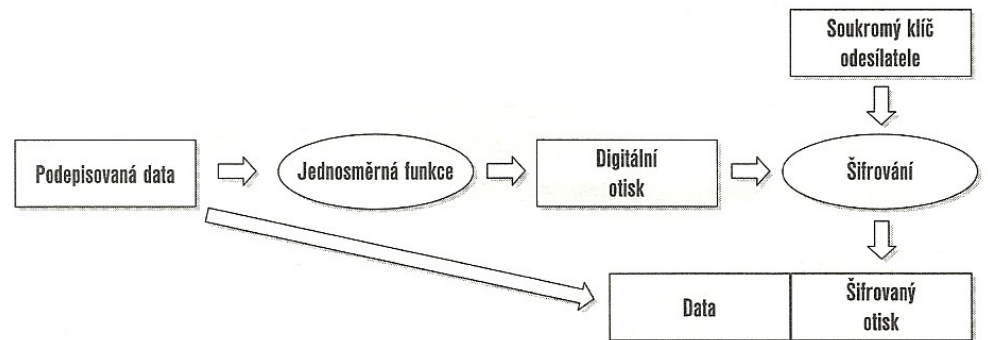 Soukromý klíč
odesílatele
Podepisovaná data
Jednosměrná funkce
Digitální
otisk
Šifrování
Data
Šifrovaný
otisk